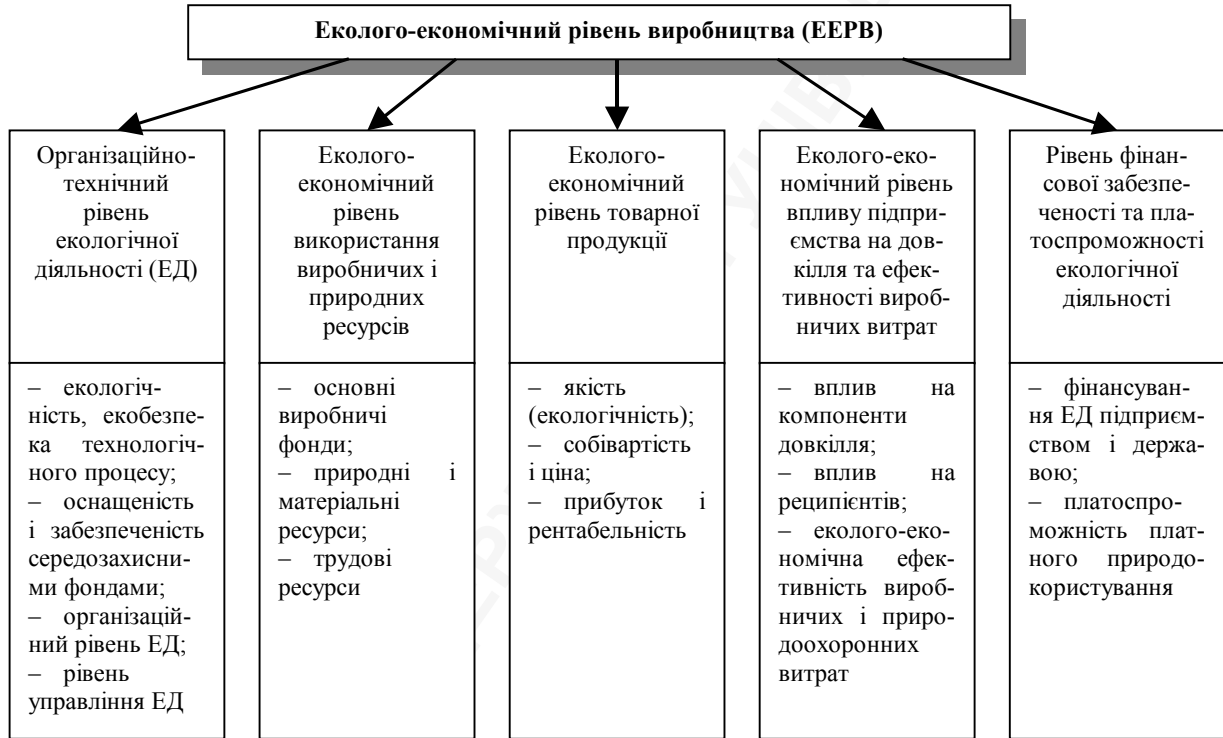 Еколого-економічний рівень виробництва (ЕЕРВ)
Організаційно-
технічний
рівень
екологічної
діяльності (ЕД)
Еколого-
економічний
рівень
використання
виробничих і
природних
ресурсів
Еколого-
економічний
рівень товарної
продукції
Еколого-еко-
номічний рівень
впливу підпри-
ємства на дов-
кілля та ефек-
тивності вироб-
ничих витрат
Рівень фінан-
сової забезпе-
ченості та пла-
тоспроможності
екологічної
діяльності
– екологіч-
ність, екобезпе-
ка технологіч-
ного процесу;
– оснащеність
і забезпеченість
середозахисни-
ми фондами;
– організацій-
ний рівень ЕД;
– рівень
управління ЕД
– основні
виробничі
фонди;
– природні і
матеріальні
ресурси;
– трудові
ресурси
– якість
(екологічність);
– собівартість
і ціна;
– прибуток і
рентабельність
– вплив на
компоненти
довкілля;
– вплив на
реципієнтів;
– еколого-еко-
номічна ефек-
тивність вироб-
ничих і приро-
доохоронних
витрат
– фінансуван-
ня ЕД підприєм-
ством і держа-
вою;
– платоспро-
можність плат-
ного природо-
користування